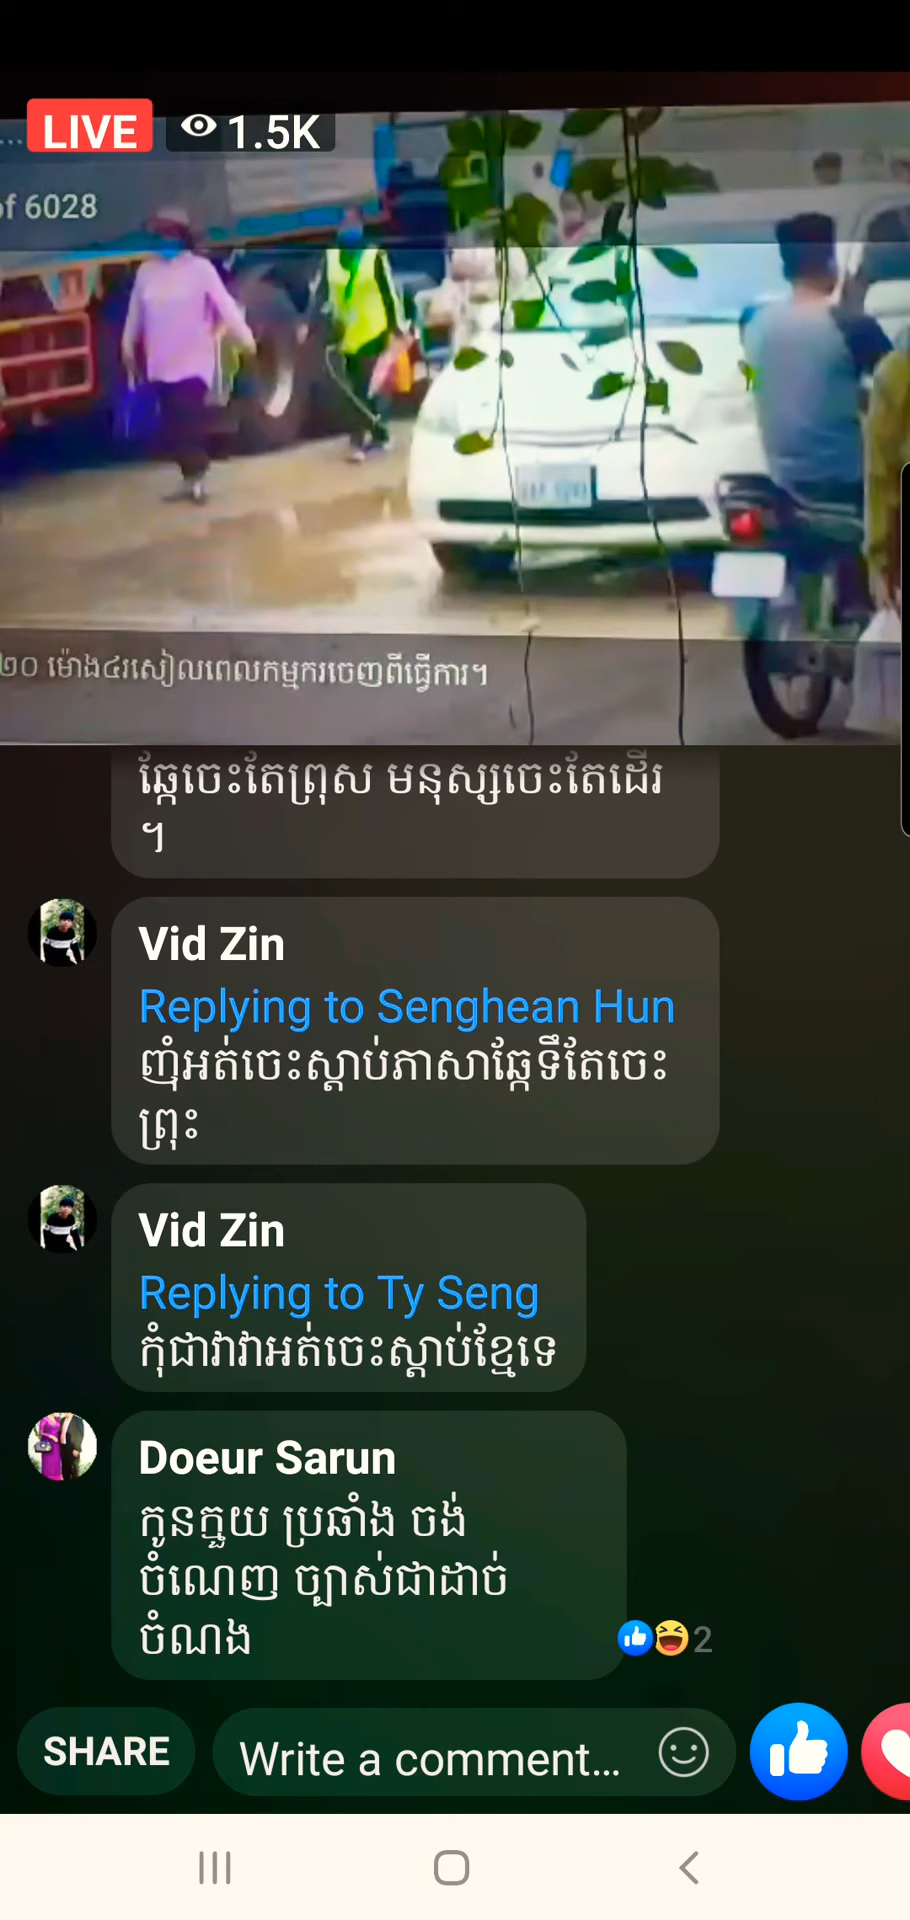 LIVE 1.5K
of 6028
២០ ម៉ោង៤រសៀលពេលកម្មករចេញពីធ្វើការ។
ឆ្កែចេះតែព្រុស មនុស្សចេះតែដើរ
។
Vid Zin
Replying to Senghean Hun
ញុំអត់ចេះស្តាប់ភាសាឆ្កែទឺតែចេះ
ព្រុះ
Vid Zin
Replying to Ty Seng
កុំជាវាវាអត់ចេះស្តាប់ខ្មែទេ
Doeur Sarun
កូនក្មួយ ប្រឆាំង ចង់
ចំណេញ ច្បាស់ជាដាច់
ចំណង
2
SHARE Write a comment...